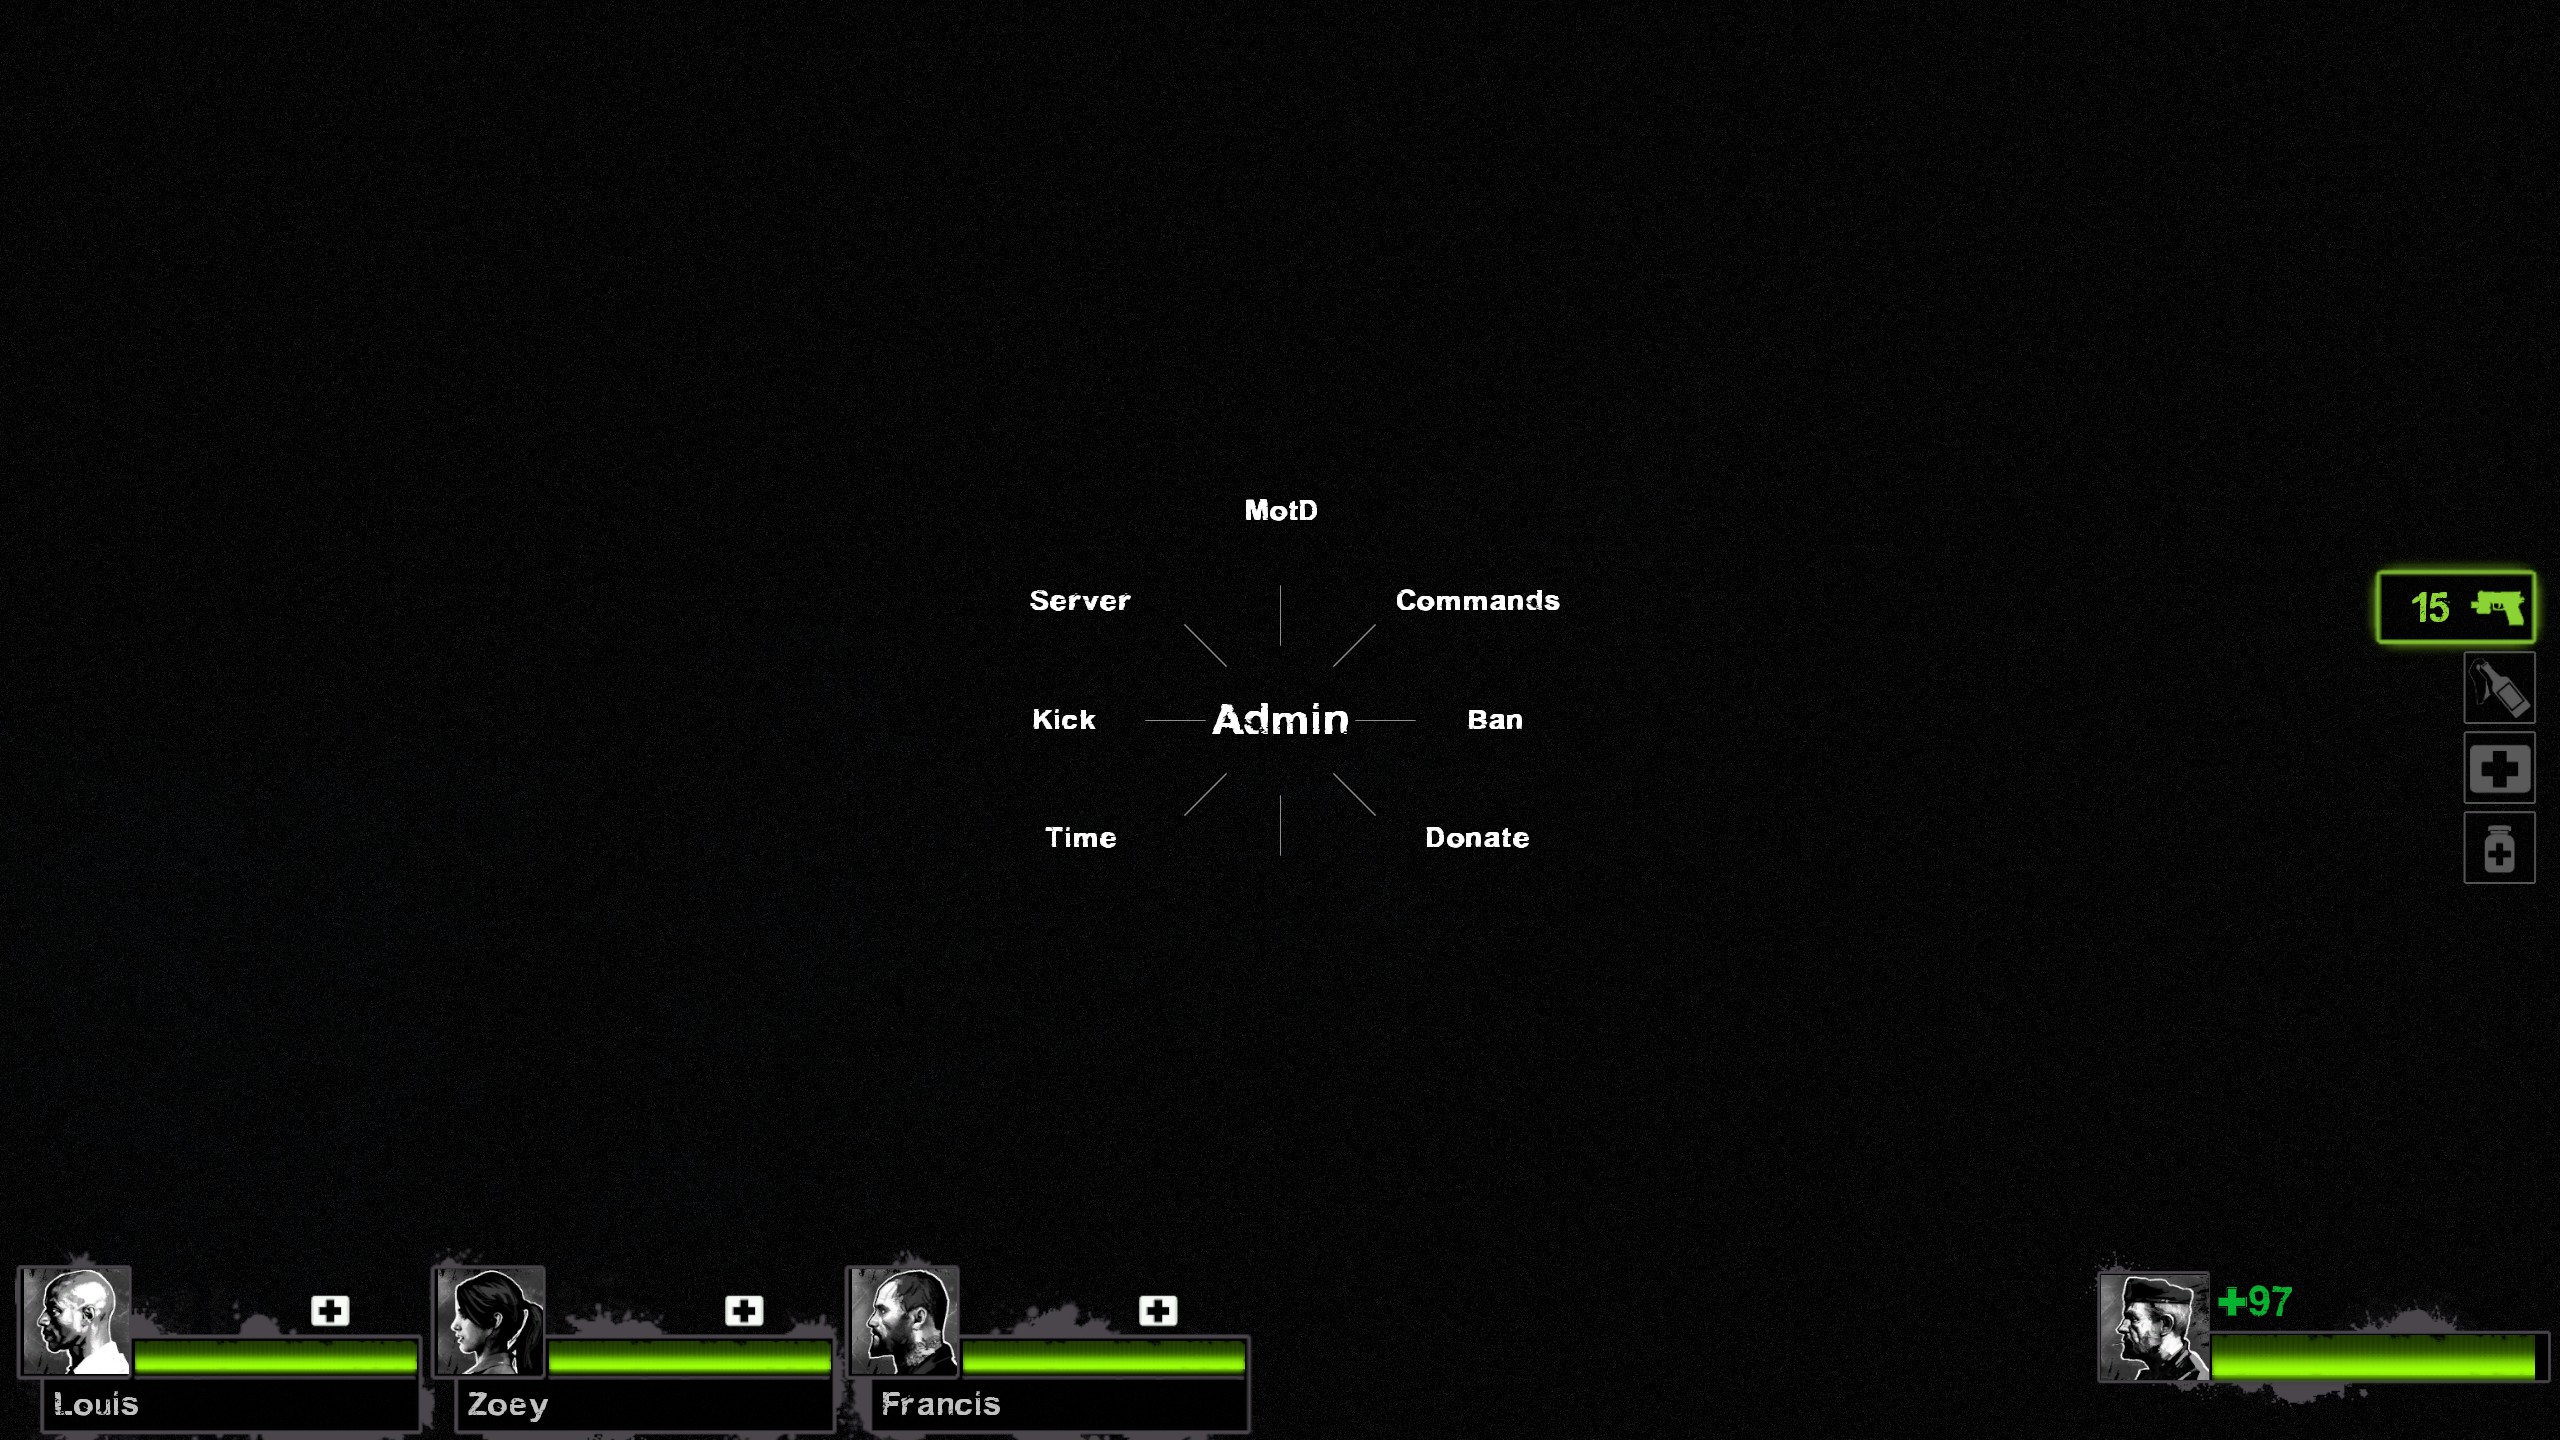 MotD
Server
Commands
15
Kick
Admin
Ban
Time
Donate
+97
Louis
Zoey
Francis